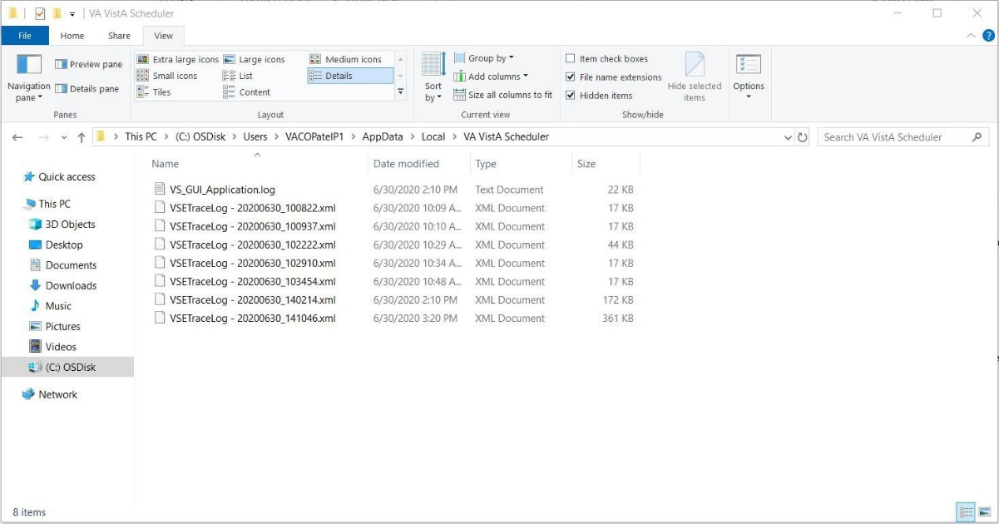 VA VistA Scheduler
File Home Share View
Navigation pane
Preview pane
Details pane
Panes
Extra large icons Large icons Medium icons
Small icons List Details
Tiles Content
Layout
Sort by
Group by
Add columns
Size all columns to fit
Current view
Item check boxes
File name extensions
Hidden items
Hide selected items
Show/hide
Options
This PC > (C:) OSDisk > Users > VACOPatelP1 > AppData > Local > VA VistA Scheduler
Search VA VistA Scheduler
Quick access
This PC
3D Objects
Desktop
Documents
Downloads
Music
Pictures
Videos
(C:) OSDisk
Network
Name Date modified Type Size
VS_GUI_Application.log 6/30/2020 2:10 PM Text Document 22 KB
VSETraceLog - 20200630_100822.xml 6/30/2020 10:09 A... XML Document 17 KB
VSETraceLog - 20200630_100937.xml 6/30/2020 10:10 A... XML Document 17 KB
VSETraceLog - 20200630_102222.xml 6/30/2020 10:29 A... XML Document 44 KB
VSETraceLog - 20200630_102910.xml 6/30/2020 10:34 A... XML Document 17 KB
VSETraceLog - 20200630_103454.xml 6/30/2020 10:48 A... XML Document 17 KB
VSETraceLog - 20200630_140214.xml 6/30/2020 2:10 PM XML Document 172 KB
VSETraceLog - 20200630_141046.xml 6/30/2020 3:20 PM XML Document 361 KB
8 items